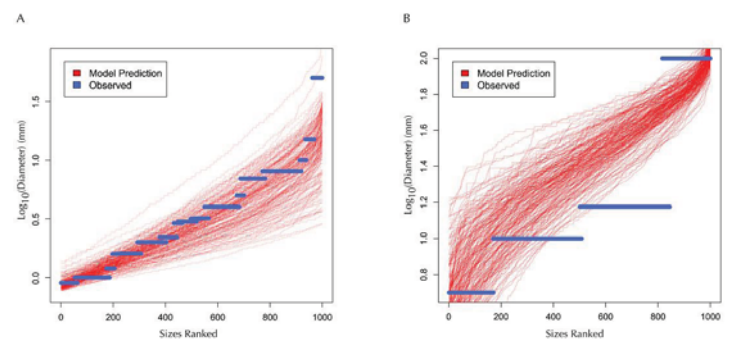 A
B
Model Prediction
Observed
Log10(Diameter) (mm)
0.0
0.5
1.0
1.5
0 200 400 600 800 1000
Sizes Ranked
Model Prediction
Observed
Log10(Diameter) (mm)
0.8
1.0
1.2
1.4
1.6
1.8
2.0
0 200 400 600 800 1000
Sizes Ranked